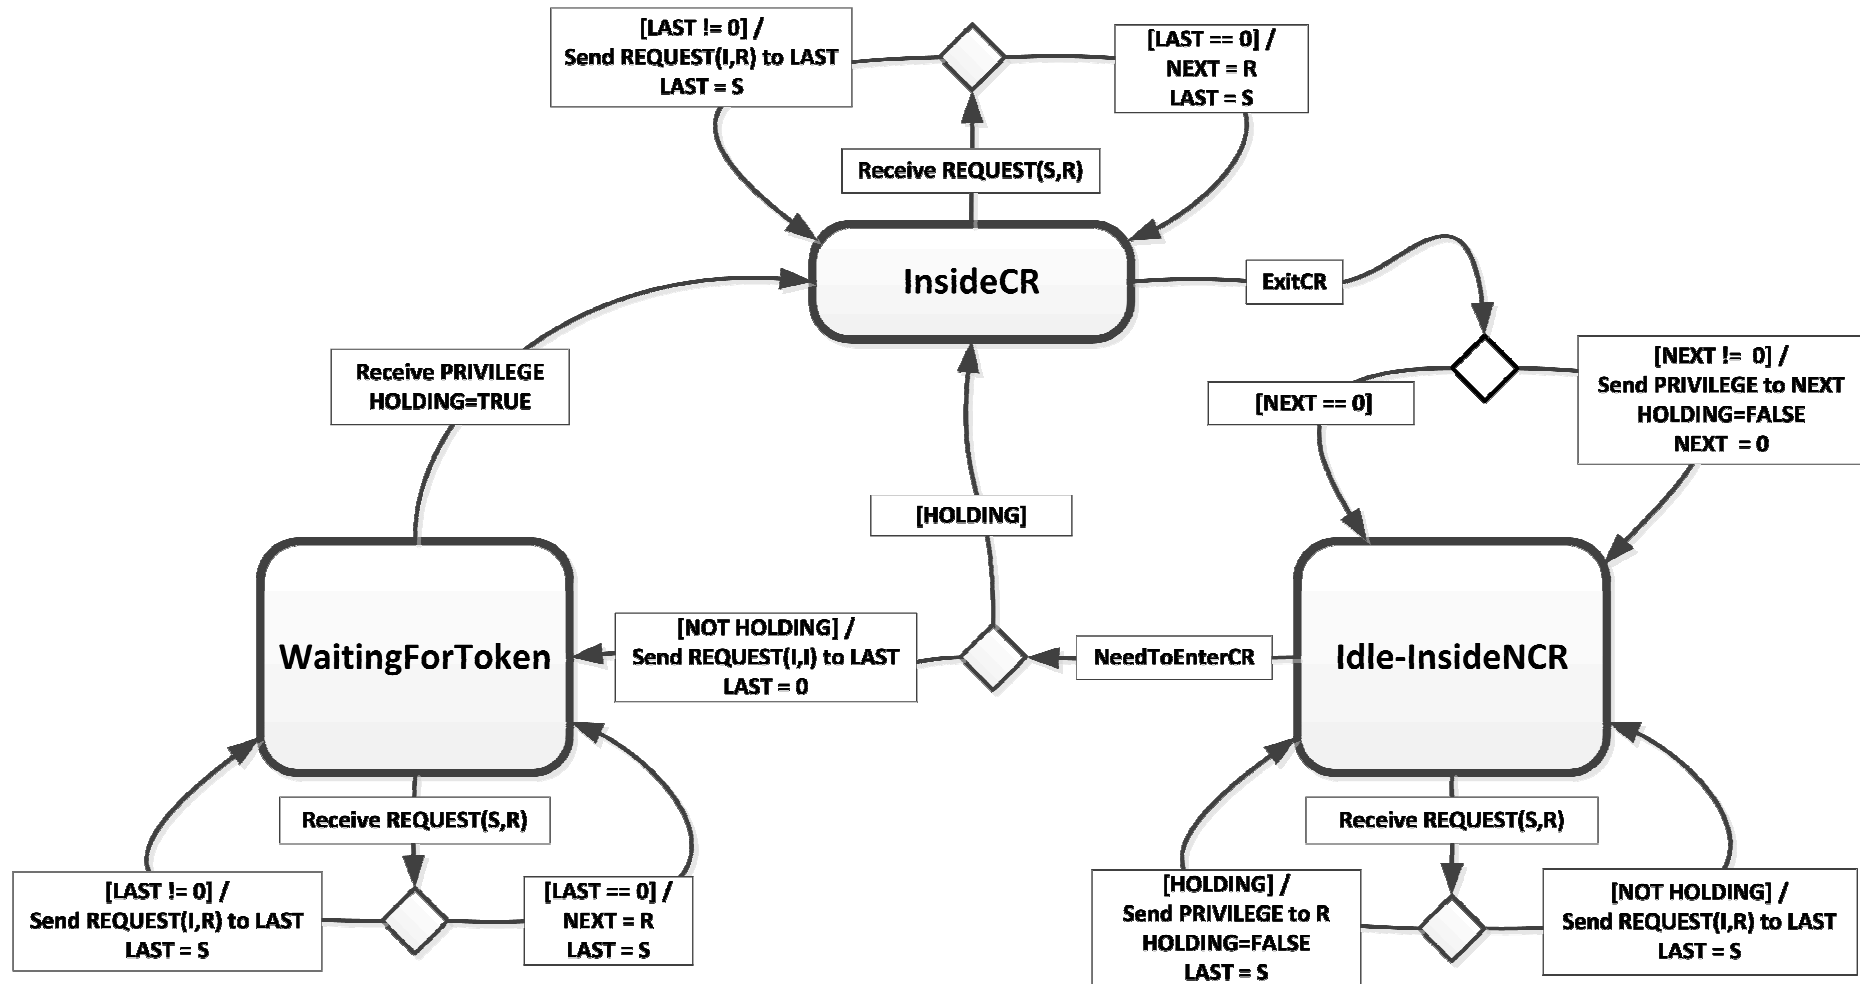 [LAST != 0] /
Send REQUEST(I,R) to LAST
LAST = S
[LAST == 0] /
NEXT = R
LAST = S
Receive REQUEST(S,R)
InsideCR
ExitCR
Receive PRIVILEGE
HOLDING=TRUE
[NEXT == 0]
[NEXT != 0] /
Send PRIVILEGE to NEXT
HOLDING=FALSE
NEXT = 0
[HOLDING]
WaitingForToken
[NOT HOLDING] /
Send REQUEST(I,I) to LAST
LAST = 0
NeedToEnterCR
Idle-InsideNCR
Receive REQUEST(S,R)
[LAST != 0] /
Send REQUEST(I,R) to LAST
LAST = S
[LAST == 0] /
NEXT = R
LAST = S
Receive REQUEST(S,R)
[HOLDING] /
Send PRIVILEGE to R
HOLDING=FALSE
LAST = S
[NOT HOLDING] /
Send REQUEST(I,R) to LAST
LAST = S